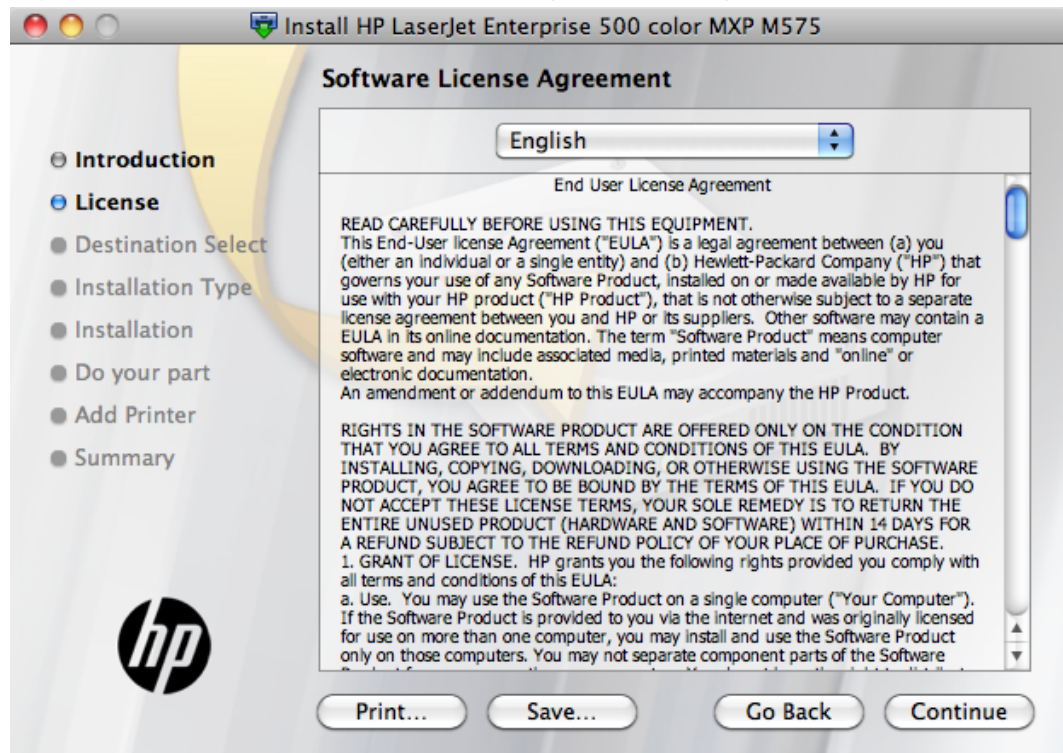 Install HP LaserJet Enterprise 500 color MXP M575
Software License Agreement
Introduction
License
Destination Select
Installation Type
Installation
Do your part
Add Printer
Summary
hp
English
End User License Agreement
READ CAREFULLY BEFORE USING THIS EQUIPMENT.
This End-User license Agreement ("EULA") is a legal agreement between (a) you
(either an individual or a single entity) and (b) Hewlett-Packard Company ("HP") that
governs your use of any Software Product, installed on or made available by HP for
use with your HP product ("HP Product"), that is not otherwise subject to a separate
license agreement between you and HP or its suppliers.  Other software may contain a
EULA in its online documentation. The term "Software Product" means computer
software and may include associated media, printed materials and "online" or
electronic documentation.
An amendment or addendum to this EULA may accompany the HP Product.
RIGHTS IN THE SOFTWARE PRODUCT ARE OFFERED ONLY ON THE CONDITION
THAT YOU AGREE TO ALL TERMS AND CONDITIONS OF THIS EULA.  BY
INSTALLING, COPYING, DOWNLOADING, OR OTHERWISE USING THE SOFTWARE
PRODUCT, YOU AGREE TO BE BOUND BY THE TERMS OF THIS EULA.  IF YOU DO
NOT ACCEPT THESE LICENSE TERMS, YOUR SOLE REMEDY IS TO RETURN THE
ENTIRE UNUSED PRODUCT (HARDWARE AND SOFTWARE) WITHIN 14 DAYS FOR
A REFUND SUBJECT TO THE REFUND POLICY OF YOUR PLACE OF PURCHASE.
1. GRANT OF LICENSE.  HP grants you the following rights provided you comply with
all terms and conditions of this EULA:
a. Use.  You may use the Software Product on a single computer ("Your Computer").
If the Software Product is provided to you via the internet and was originally licensed
for use on more than one computer, you may install and use the Software Product
only on those computers. You may not separate component parts of the Software
Print...
Save...
Go Back
Continue